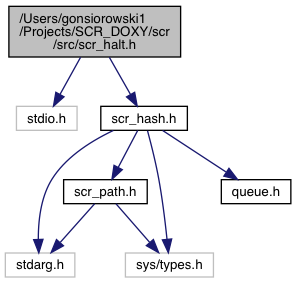 /Users/gonsiorowski1
/Projects/SCR_DOXY/scr
/src/scr_halt.h
stdio.h
scr_hash.h
scr_path.h
queue.h
stdarg.h
sys/types.h